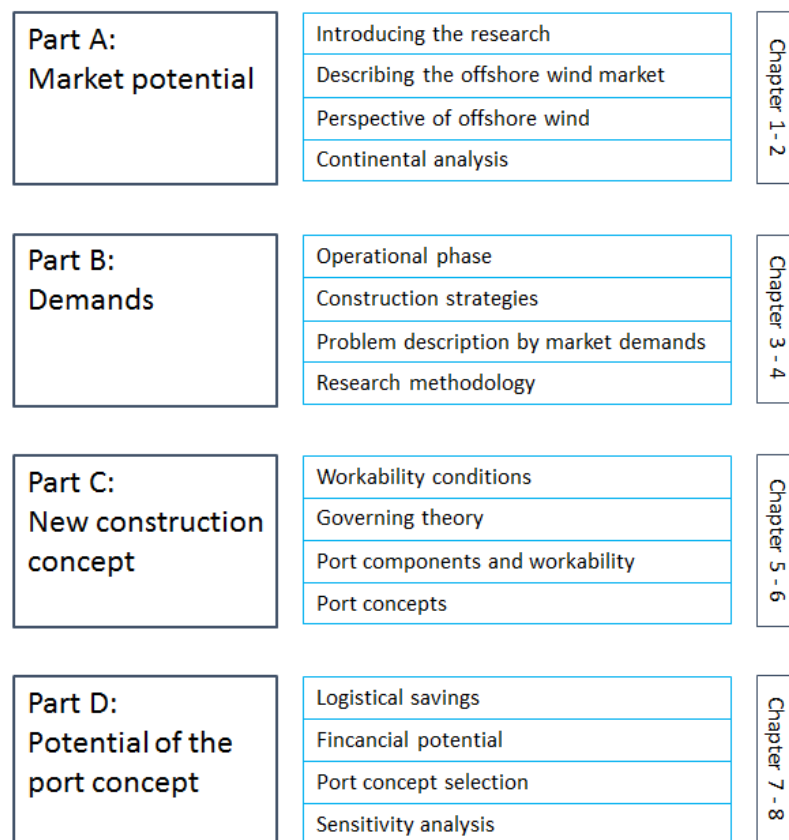 Part A:
Market potential
Introducing the research
Describing the offshore wind market
Perspective of offshore wind
Continental analysis
Chapter 1- 2
Part B:
Demands
Operational phase
Construction strategies
Problem description by market demands
Research methodology
Chapter 3 - 4
Part C:
New construction
concept
Workability conditions
Governing theory
Port components and workability
Port concepts
Chapter 5 - 6
Part D:
Potential of the
port concept
Logistical savings
Fincancial potential
Port concept selection
Sensitivity analysis
Chapter 7 - 8